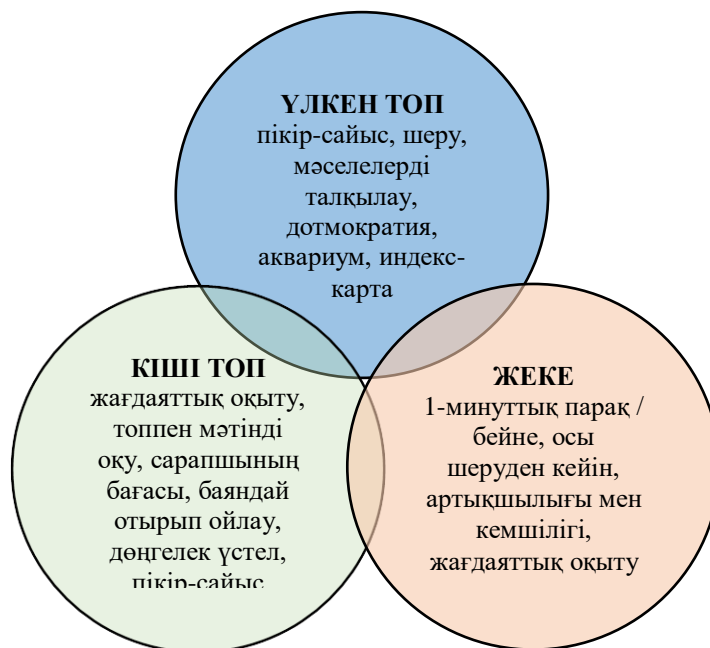 ҮЛКЕН ТОП
пікір-сайыс, шеру,
мәселелерді
талқылау,
дотмократия,
аквариум, индекс-
карта
КІШІ ТОП
жағдаяттық оқыту,
топпен мәтінді
оқу, сарапшының
бағасы, баяндай
отырып ойлау,
дөңгелек үстел,
пікір-сайыс
ЖЕКЕ
1-минуттық парақ /
бейне, осы
шеруден кейін,
артықшылығы мен
кемшілігі,
жағдаяттық оқыту